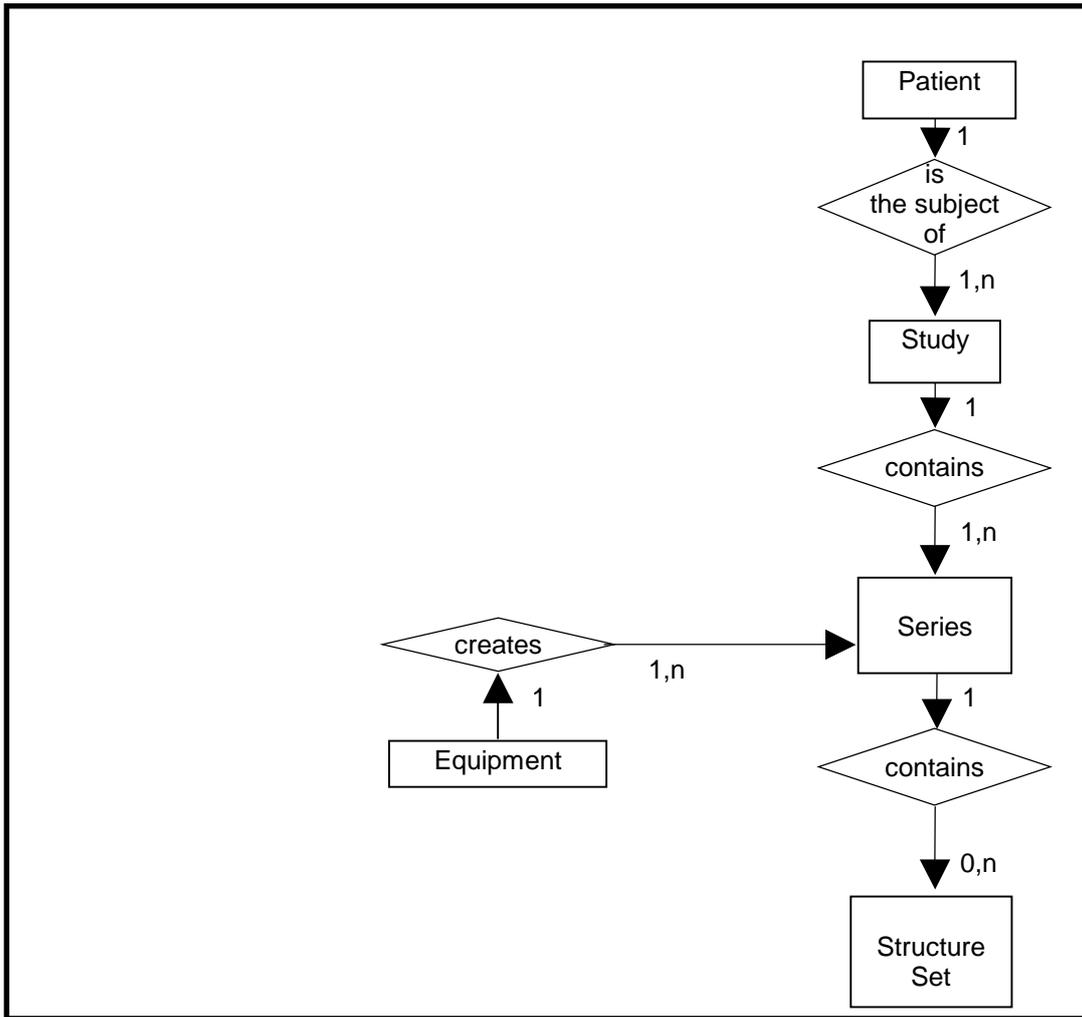 Patient
1
is
the subject
of
1,n
Study
1
contains
1,n
Series
creates
1,n
1
1
Equipment
contains
0,n
Structure
Set